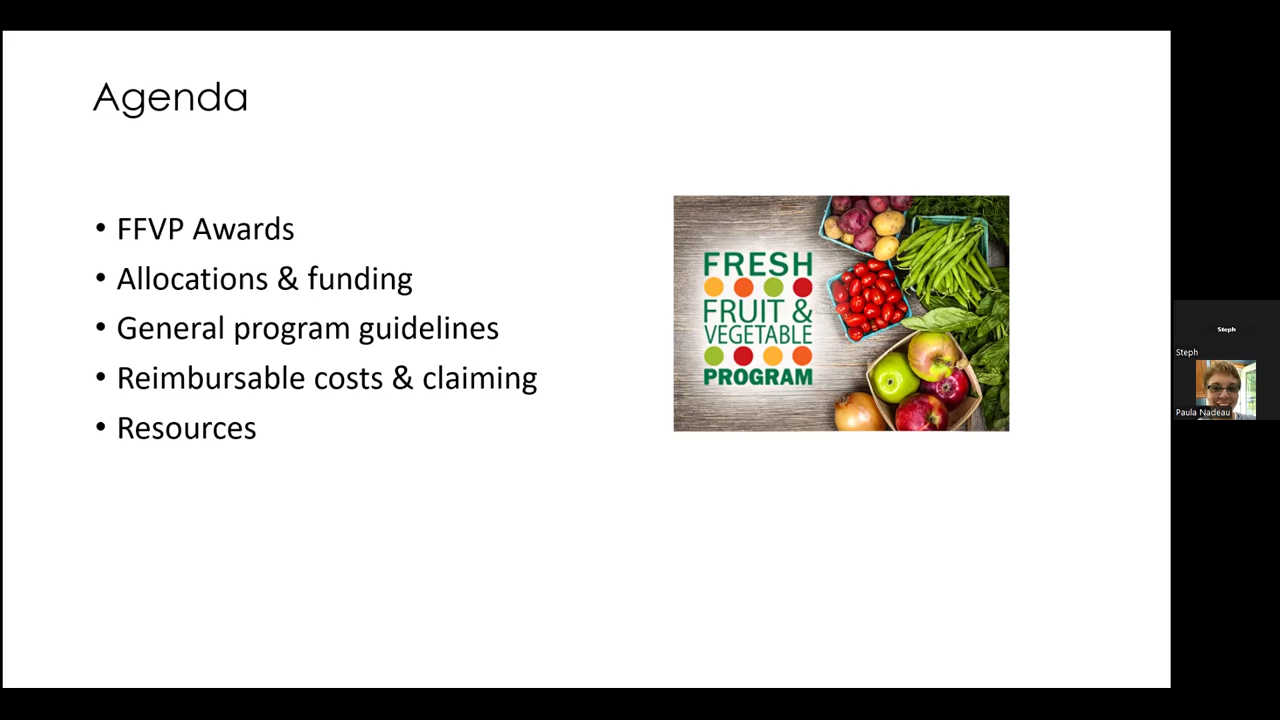 Agenda
• FFVP Awards
• Allocations & funding
• General program guidelines
• Reimbursable costs & claiming
• Resources
FRESH
FRUIT &
VEGETABLE
PROGRAM
Steph
Steph
Paula Nadeau